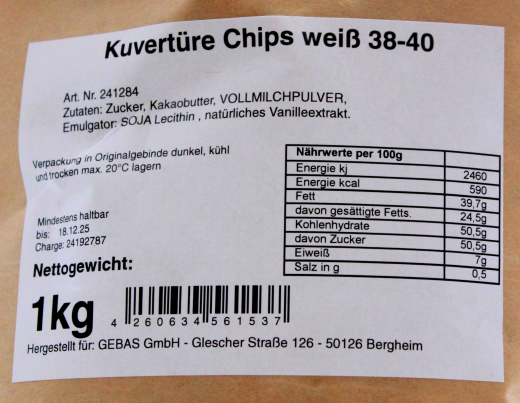 Kuvertüre Chips weiß 38-40
Art. Nr. 241284
Zutaten: Zucker, Kakaobutter, VOLLMILCHPULVER,
Emulgator: SOJA Lecithin , natürliches Vanilleextrakt.
Verpackung in Originalgebinde dunkel, kühl
und trocken max. 20°C lagern
Nährwerte per 100g
Energie kj 2460
Energie kcal 590
Fett 39,7g
davon gesättigte Fetts. 24,5g
Kohlenhydrate 50,5g
davon Zucker 50,5g
Eiweiß 7g
Salz in g 0,5
Mindestens haltbar
bis: 18.12.25
Charge: 24192787
Nettogewicht:
1kg
4 260634 561537
Hergestellt für: GEBAS GmbH - Glescher Straße 126 - 50126 Bergheim